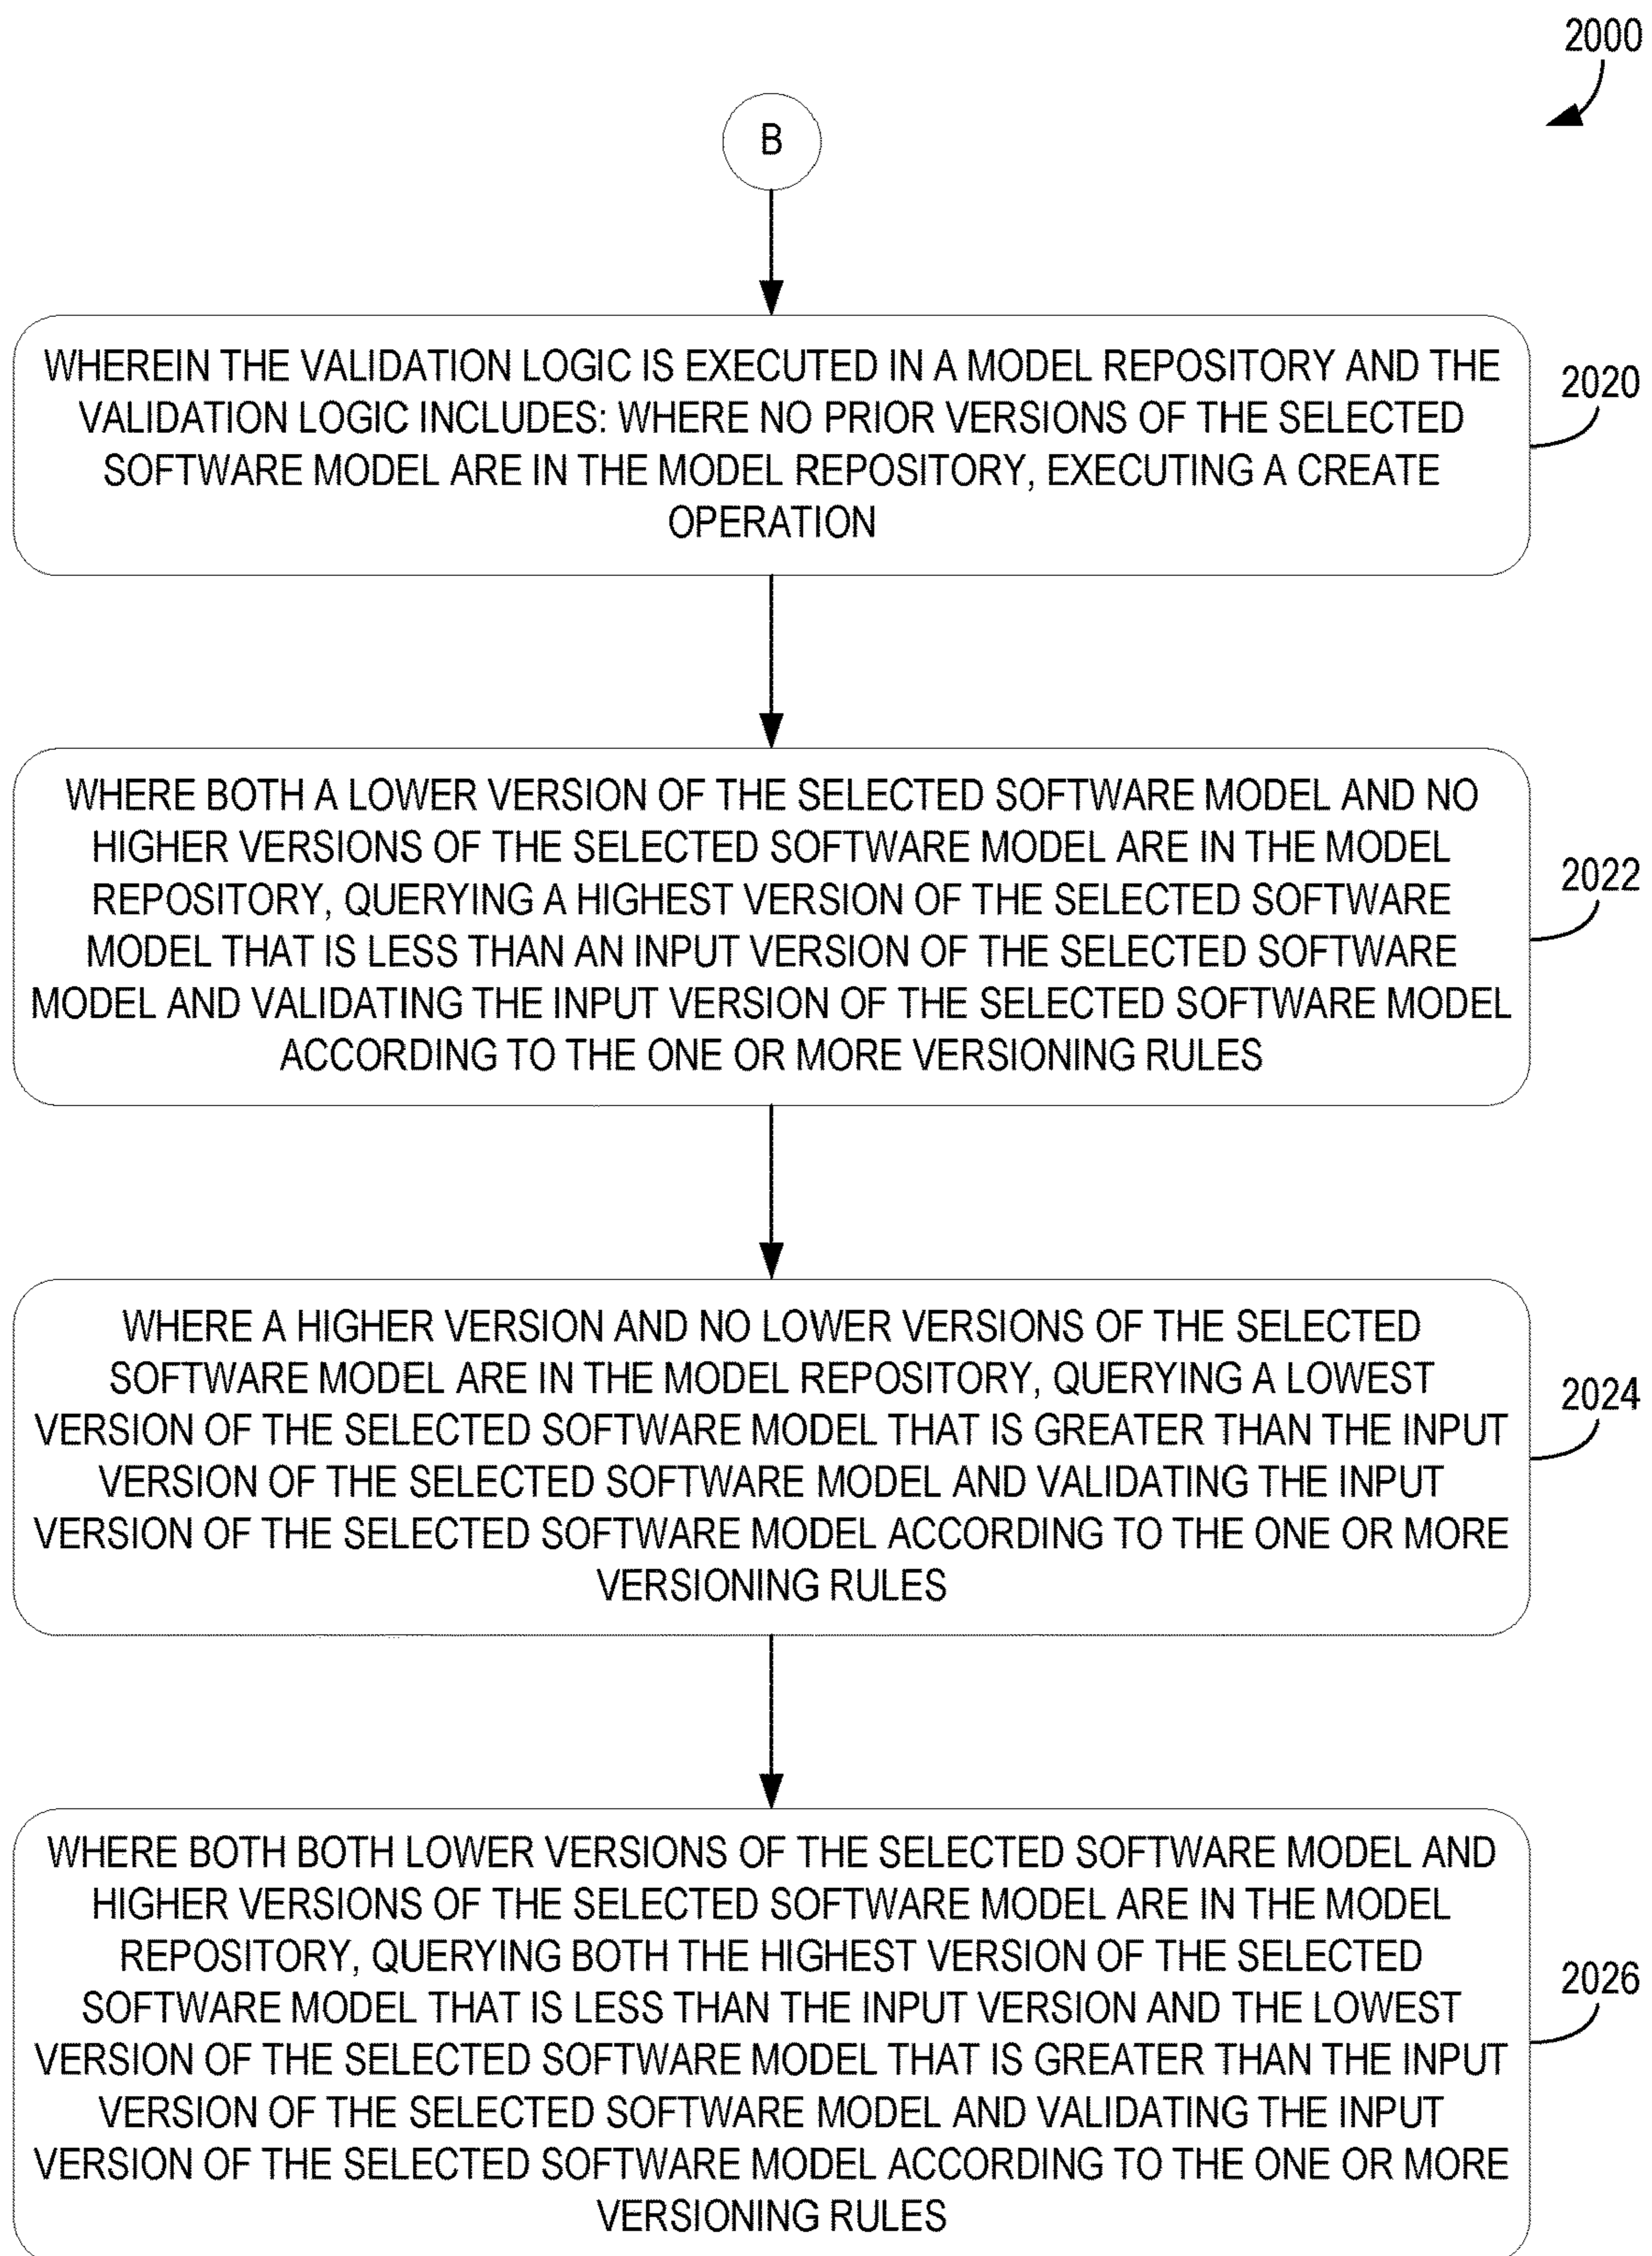 2000
B
WHEREIN THE VALIDATION LOGIC IS EXECUTED IN A MODEL REPOSITORY AND THE
VALIDATION LOGIC INCLUDES: WHERE NO PRIOR VERSIONS OF THE SELECTED
SOFTWARE MODEL ARE IN THE MODEL REPOSITORY, EXECUTING A CREATE
OPERATION
2020
WHERE BOTH A LOWER VERSION OF THE SELECTED SOFTWARE MODEL AND NO
HIGHER VERSIONS OF THE SELECTED SOFTWARE MODEL ARE IN THE MODEL
REPOSITORY, QUERYING A HIGHEST VERSION OF THE SELECTED SOFTWARE
MODEL THAT IS LESS THAN AN INPUT VERSION OF THE SELECTED SOFTWARE
MODEL AND VALIDATING THE INPUT VERSION OF THE SELECTED SOFTWARE MODEL
ACCORDING TO THE ONE OR MORE VERSIONING RULES
2022
WHERE A HIGHER VERSION AND NO LOWER VERSIONS OF THE SELECTED
SOFTWARE MODEL ARE IN THE MODEL REPOSITORY, QUERYING A LOWEST
VERSION OF THE SELECTED SOFTWARE MODEL THAT IS GREATER THAN THE INPUT
VERSION OF THE SELECTED SOFTWARE MODEL AND VALIDATING THE INPUT
VERSION OF THE SELECTED SOFTWARE MODEL ACCORDING TO THE ONE OR MORE
VERSIONING RULES
2024
WHERE BOTH BOTH LOWER VERSIONS OF THE SELECTED SOFTWARE MODEL AND
HIGHER VERSIONS OF THE SELECTED SOFTWARE MODEL ARE IN THE MODEL
REPOSITORY, QUERYING BOTH THE HIGHEST VERSION OF THE SELECTED
SOFTWARE MODEL THAT IS LESS THAN THE INPUT VERSION AND THE LOWEST
VERSION OF THE SELECTED SOFTWARE MODEL THAT IS GREATER THAN THE INPUT
VERSION OF THE SELECTED SOFTWARE MODEL AND VALIDATING THE INPUT
VERSION OF THE SELECTED SOFTWARE MODEL ACCORDING TO THE ONE OR MORE
VERSIONING RULES
2026